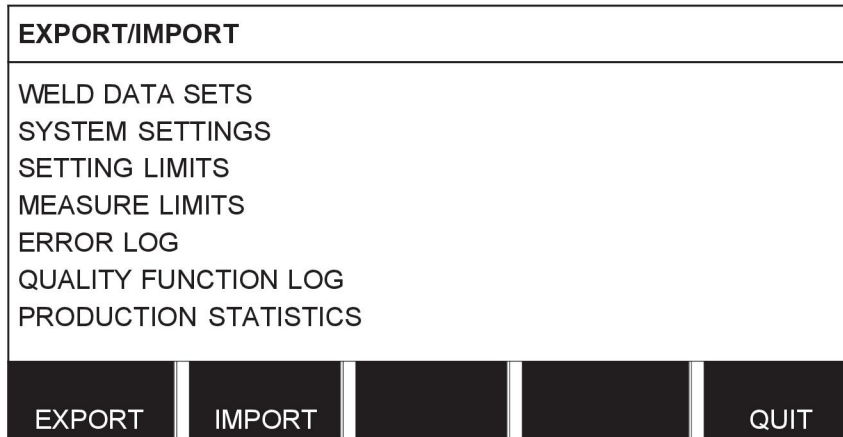 EXPORT/IMPORT
WELD DATA SETS
SYSTEM SETTINGS
SETTING LIMITS
MEASURE LIMITS
ERROR LOG
QUALITY FUNCTION LOG
PRODUCTION STATISTICS
EXPORT IMPORT QUIT